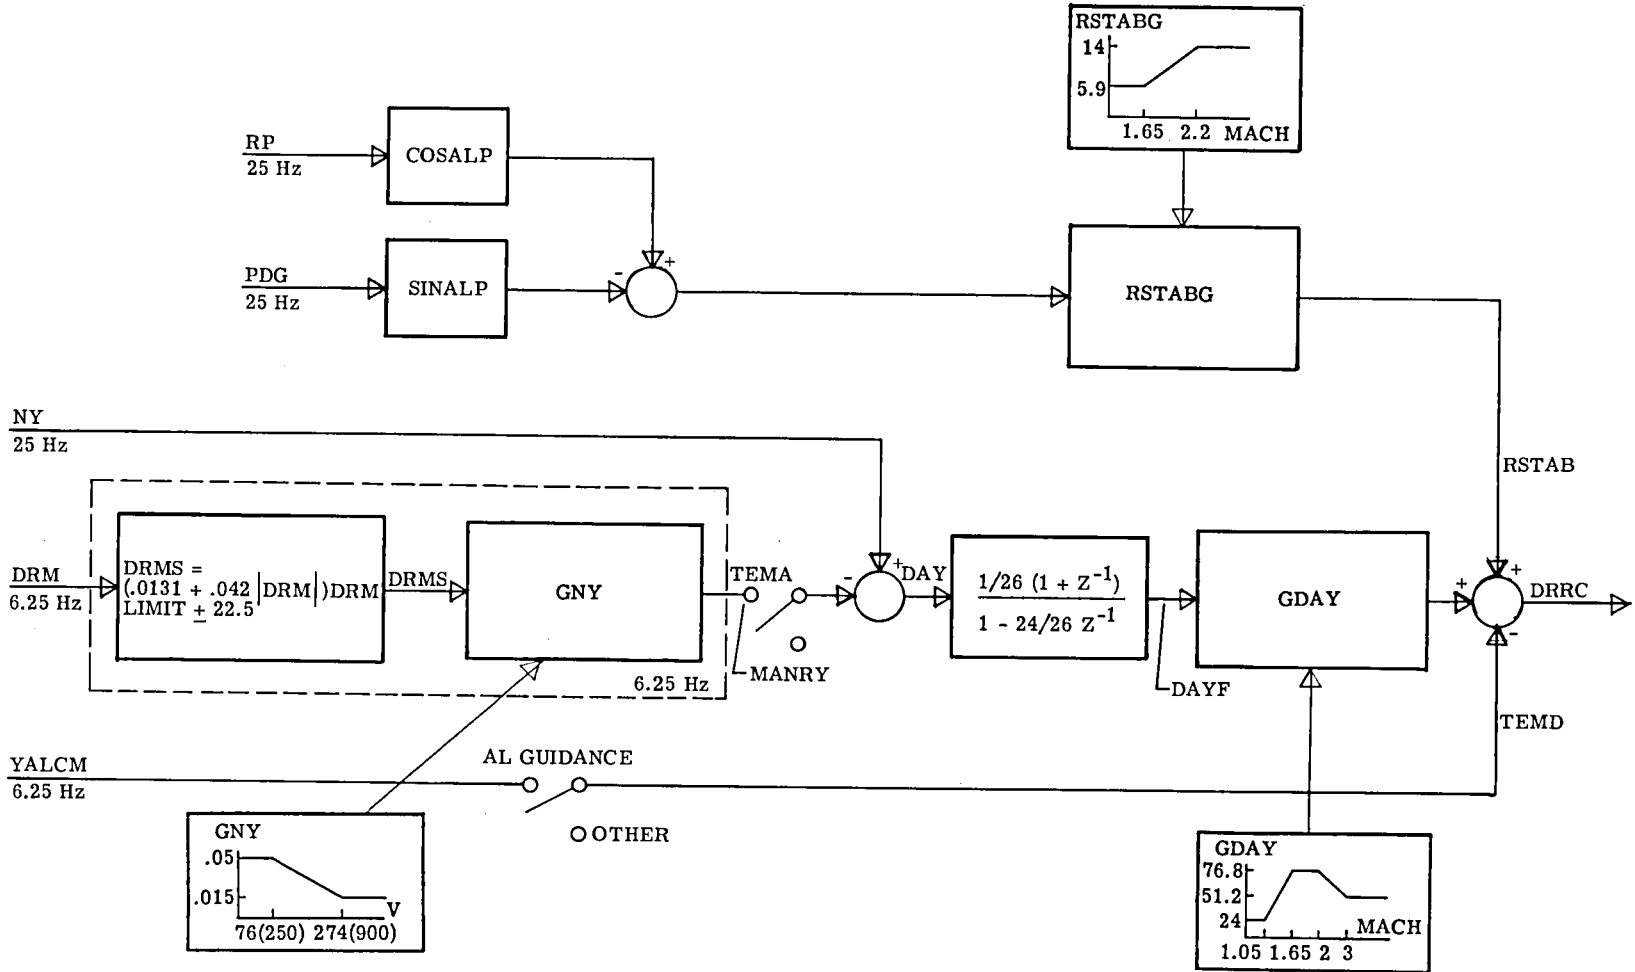 RSTABG
14
5.9
1.65 2.2 MACH
RP
25 Hz
COSALP
+
PDG
25 Hz
SINALP
-
RSTABG
NY
25 Hz
RSTAB
DRM
6.25 Hz
DRMS =
(.0131 + .042 |DRM|)DRM
LIMIT ± 22.5
DRMS
GNY
6.25 Hz
TEMA
MANRY
-
+
DAY
1/26 (1 + Z⁻¹)
1 - 24/26 Z⁻¹
DAYF
GDAY
+
+
-
DRRC
TEMD
YALCM
6.25 Hz
AL GUIDANCE
OTHER
GNY
.05
.015
V
76(250) 274(900)
GDAY
76.8
51.2
24
MACH
1.05 1.65 2 3